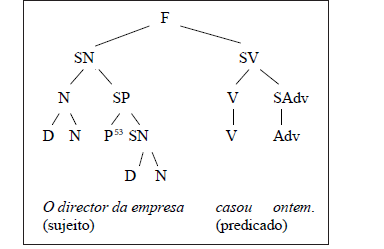 F
SN SV
N SP V SAdv
D N P53 SN V Adv
D N
O director da empresa casou ontem.
(sujeito) (predicado)